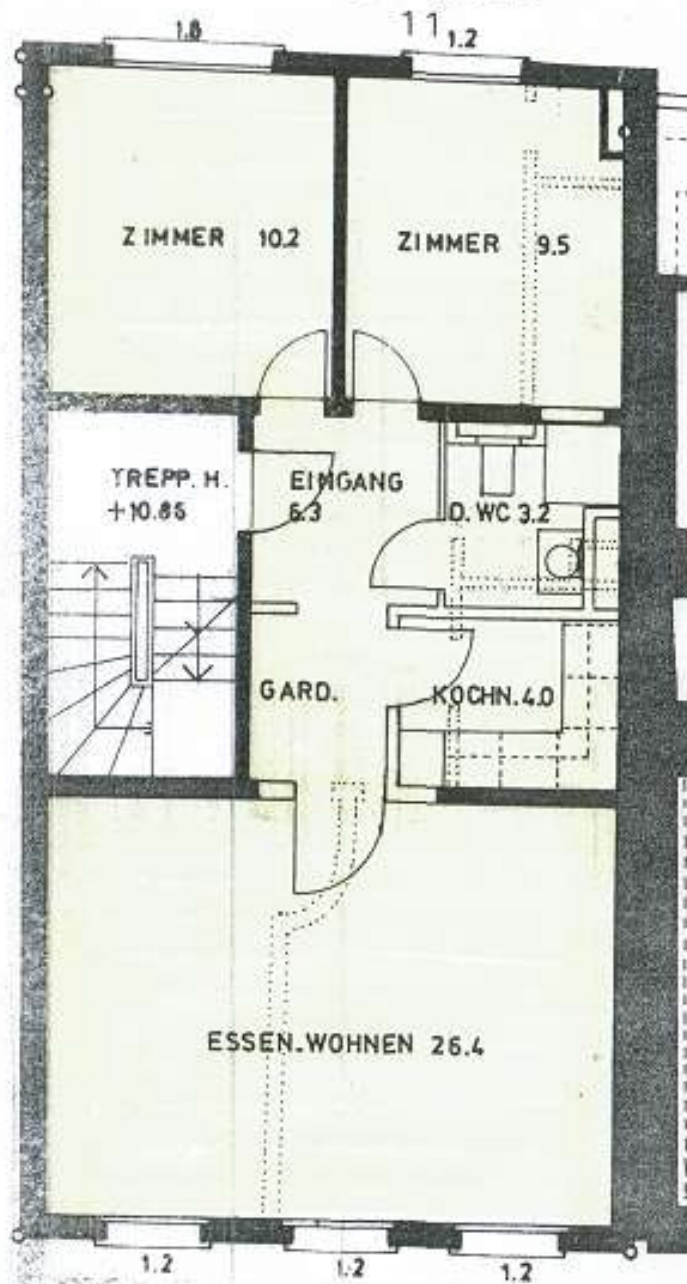 1.8
11
1.2
ZIMMER 10.2
ZIMMER 9.5
TREPP. H.
+10.85
EINGANG
6.3
D. WC 3.2
GARD.
KOCHN. 4.0
ESSEN. WOHNEN 26.4
1.2
1.2
1.2